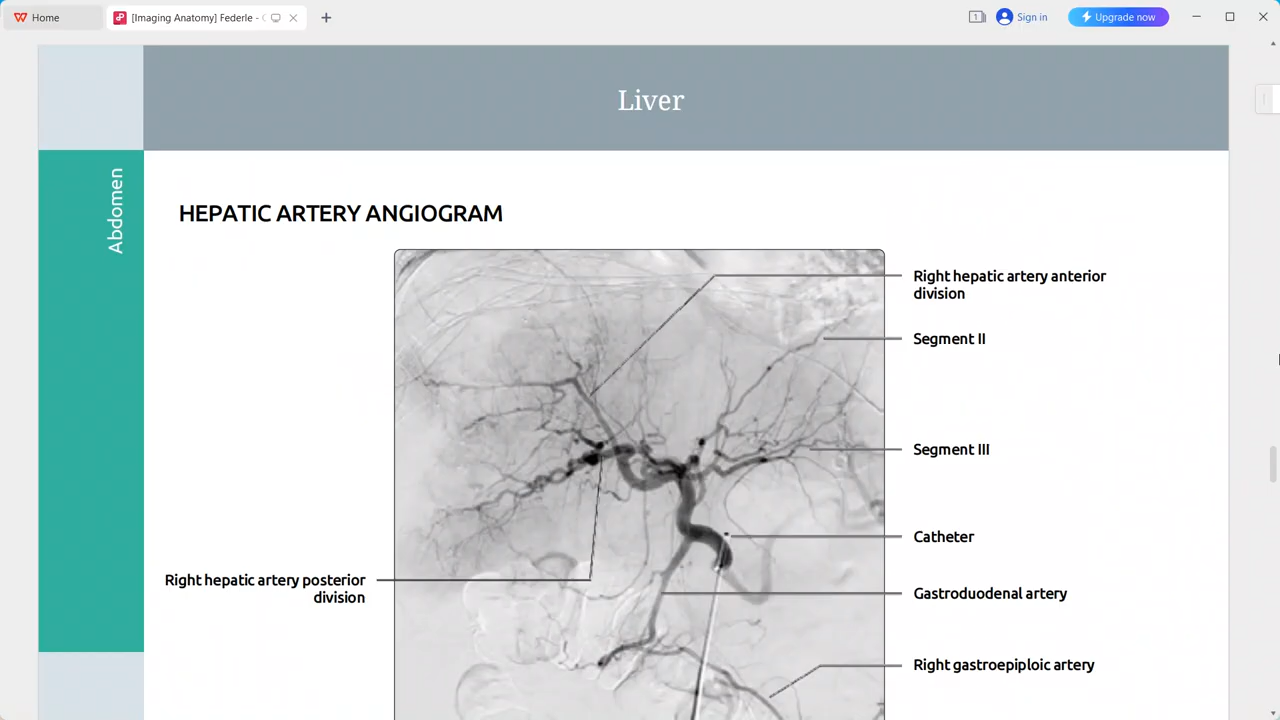 Home
[Imaging Anatomy] Federle -
1
Sign in
Upgrade now
Liver
Abdomen
HEPATIC ARTERY ANGIOGRAM
Right hepatic artery anterior
division
Segment II
Segment III
Catheter
Right hepatic artery posterior
division
Gastroduodenal artery
Right gastroepiploic artery